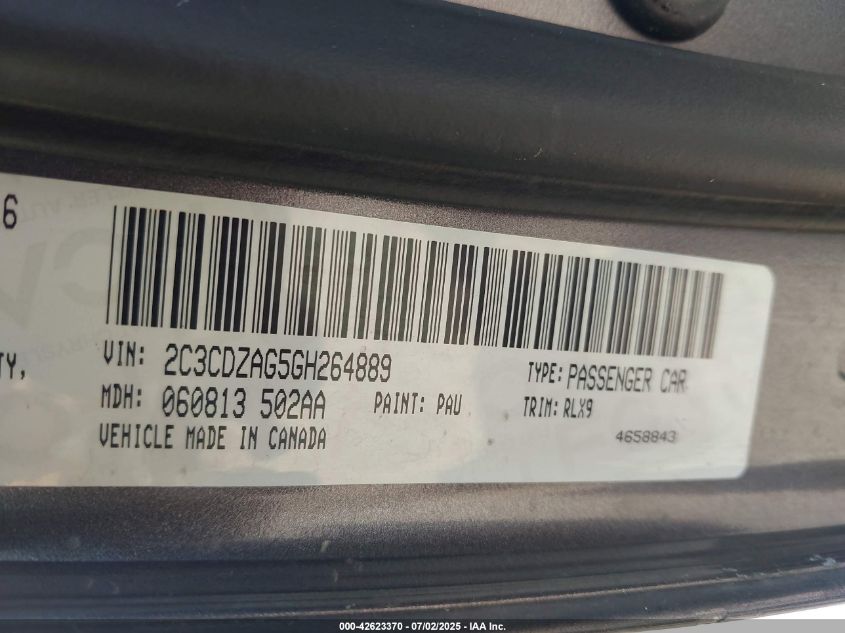 6
TY,
VIN: 2C3CDZAG5GH264889
TYPE: PASSENGER CAR
MDH: 060813 502AA
PAINT: PAU
TRIM: RLX9
VEHICLE MADE IN CANADA
4658843
000-42623370 - 07/02/2025 - IAA Inc.